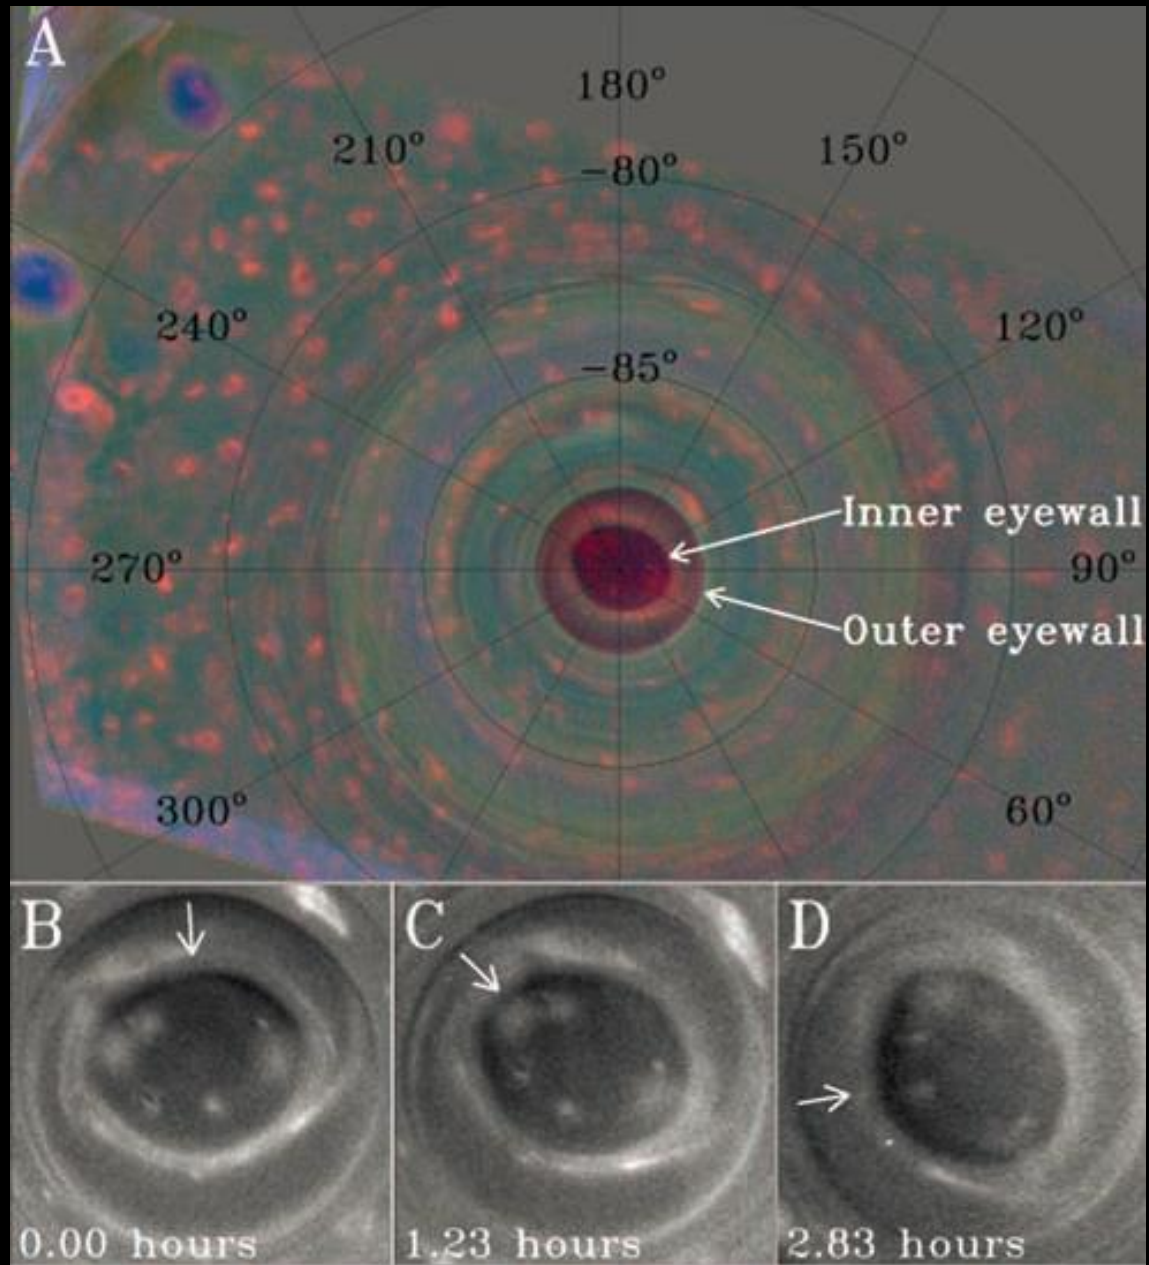 A
180°
210°
150°
−80°
240°
120°
−85°
Inner eyewall
270°
90°
Outer eyewall
300°
60°
B
C
D
0.00 hours
1.23 hours
2.83 hours